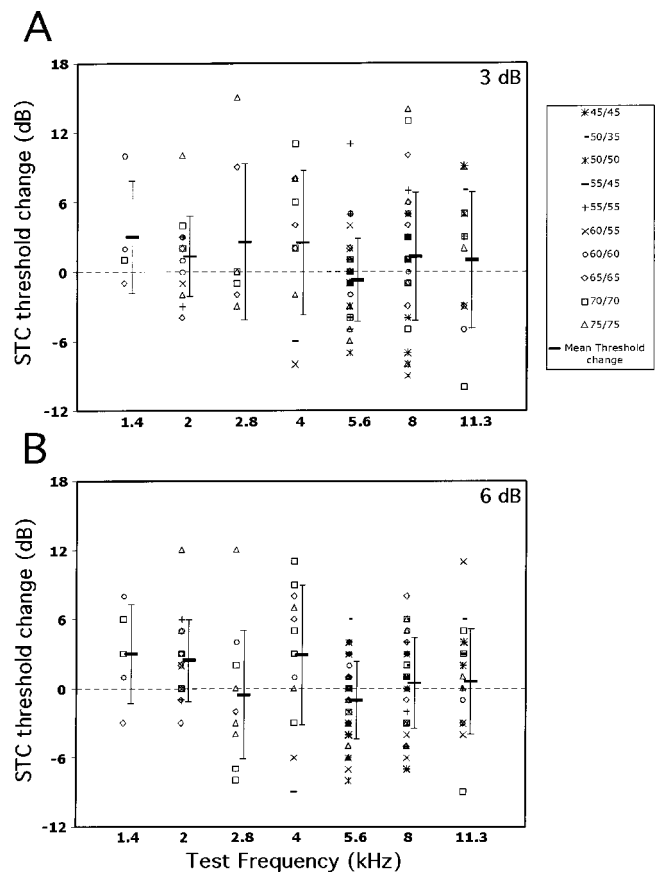 A
3 dB
STC threshold change (dB)
18
12
6
0
-6
-12
1.4 2 2.8 4 5.6 8 11.3
45/45
50/35
50/50
55/45
55/55
60/55
60/60
65/65
70/70
75/75
Mean Threshold
change
B
6 dB
STC threshold change (dB)
18
12
6
0
-6
-12
1.4 2 2.8 4 5.6 8 11.3
Test Frequency (kHz)